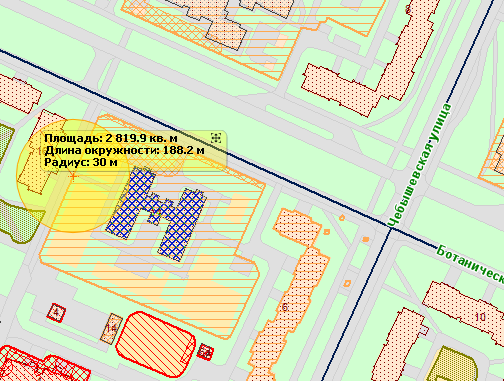 Площадь: 2 819.9 кв. м
Длина окружности: 188.2 м
Радиус: 30 м
Чебышевская улица
Ботаническ
6
4
14
10